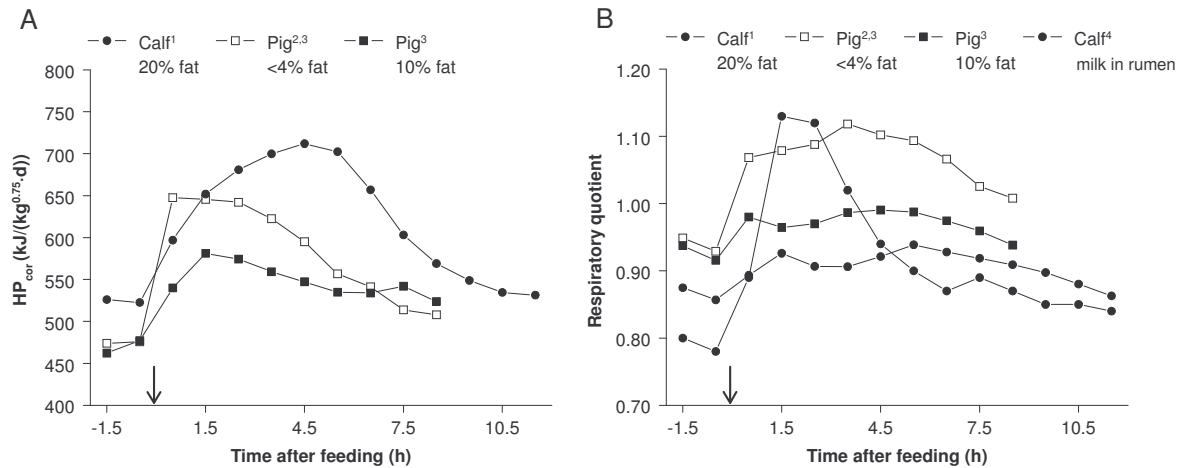 A
Calf¹ Pig²,³ Pig³
20% fat <4% fat 10% fat
800
750
700
650
600
550
500
450
400
HPcor (kJ/(kg0.75·d))
-1.5 1.5 4.5 7.5 10.5
Time after feeding (h)
B
Calf¹ Pig²,³ Pig³ Calf⁴
20% fat <4% fat 10% fat milk in rumen
1.20
1.10
1.00
0.90
0.80
0.70
Respiratory quotient
-1.5 1.5 4.5 7.5 10.5
Time after feeding (h)